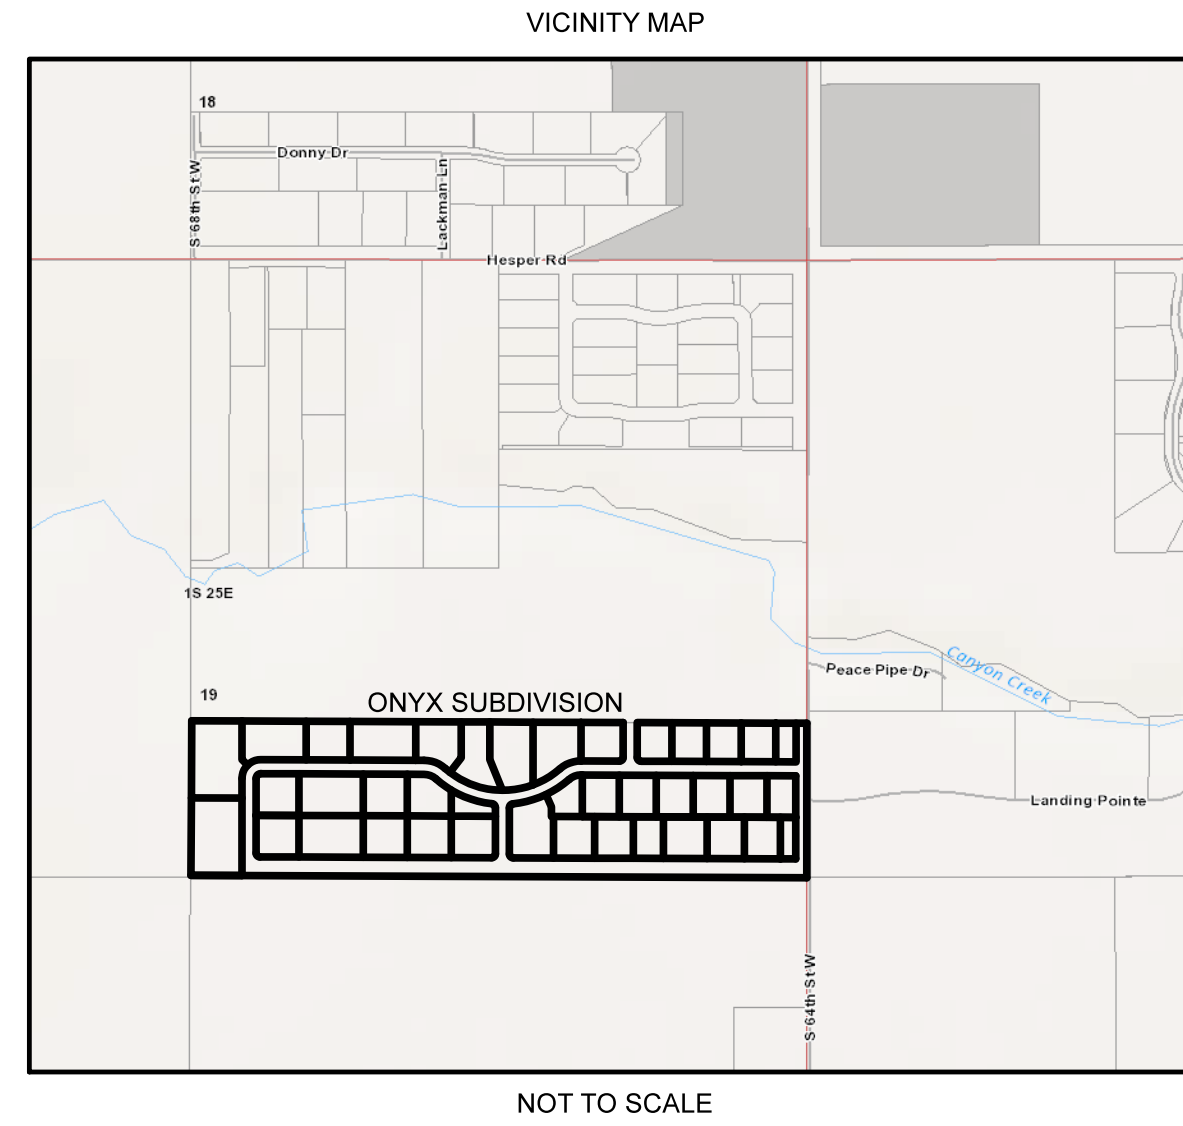 VICINITY MAP
18
Donny Dr
S 68th St W
Lackman Ln
Hesper Rd
1S 25E
Canyon Creek
Peace Pipe Dr
19
ONYX SUBDIVISION
Landing Pointe
S 64th St W
NOT TO SCALE